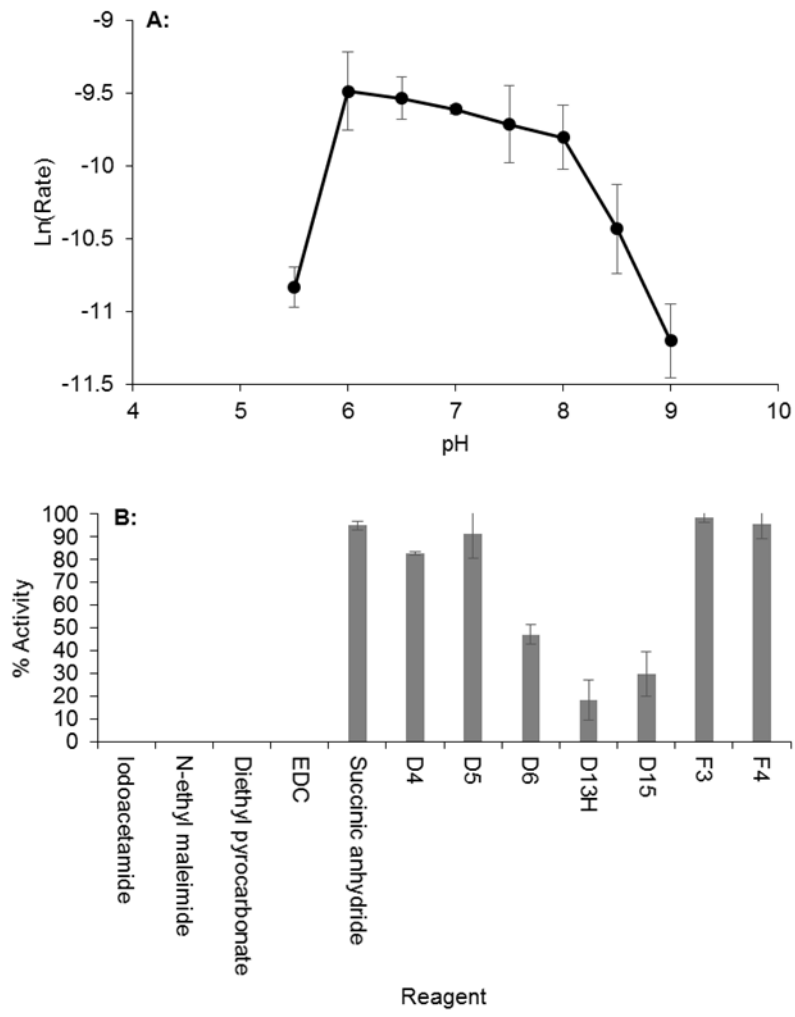 A:
-9
-9.5
-10
-10.5
-11
-11.5
Ln(Rate)
4 5 6 7 8 9 10
pH
B:
100
90
80
70
60
50
40
30
20
10
0
% Activity
Iodoacetamide
N-ethyl maleimide
Diethyl pyrocarbonate
EDC
Succinic anhydride
D4
D5
D6
D13H
D15
F3
F4
Reagent